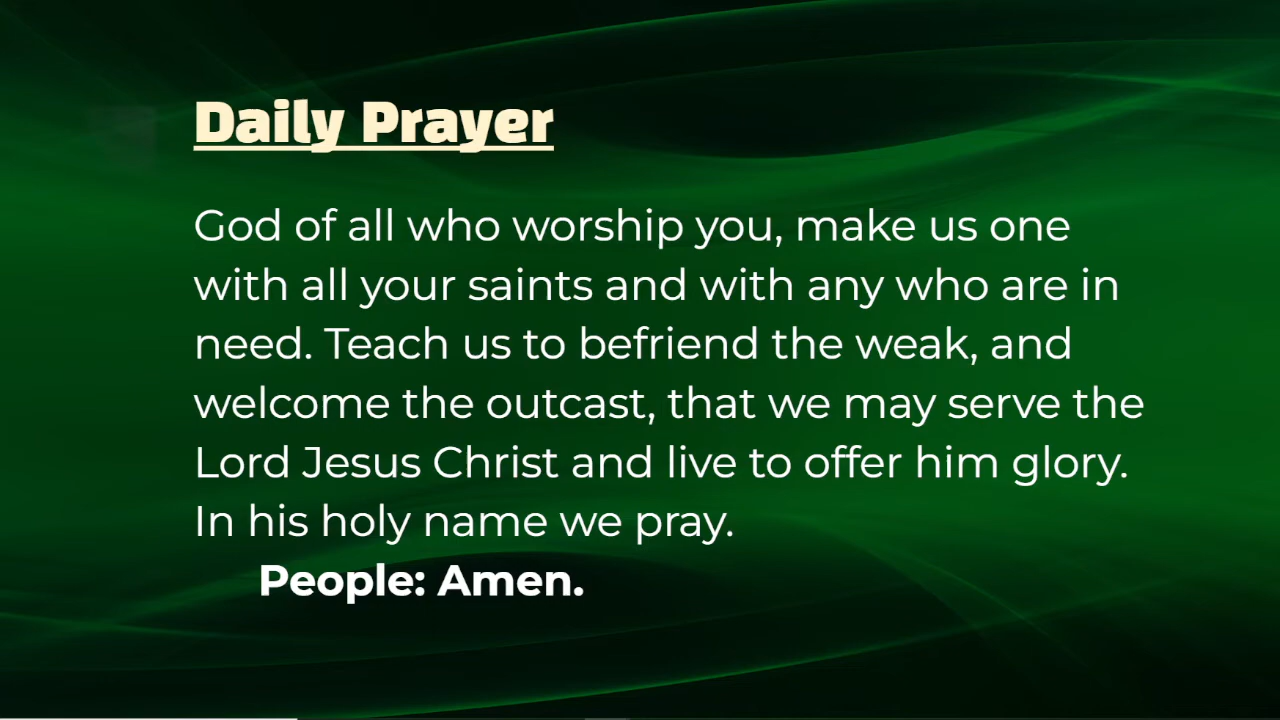 Daily Prayer
God of all who worship you, make us one
with all your saints and with any who are in
need. Teach us to befriend the weak, and
welcome the outcast, that we may serve the
Lord Jesus Christ and live to offer him glory.
In his holy name we pray.
People: Amen.